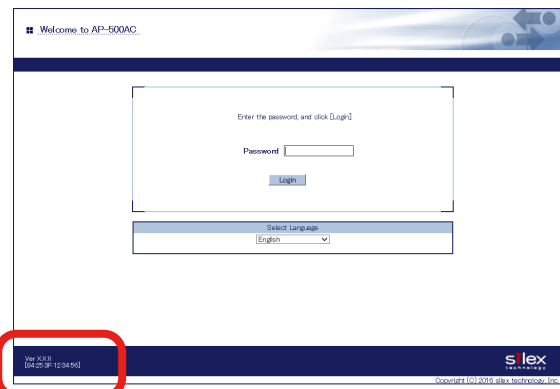 Welcome to AP-500AC
Enter the password, and click [Login]
Password
Login
Select Language
English
Ver X.X.X
[84:25:3F:12:34:56]
silex
technology
Copyright (C) 2016 silex technology, Inc.